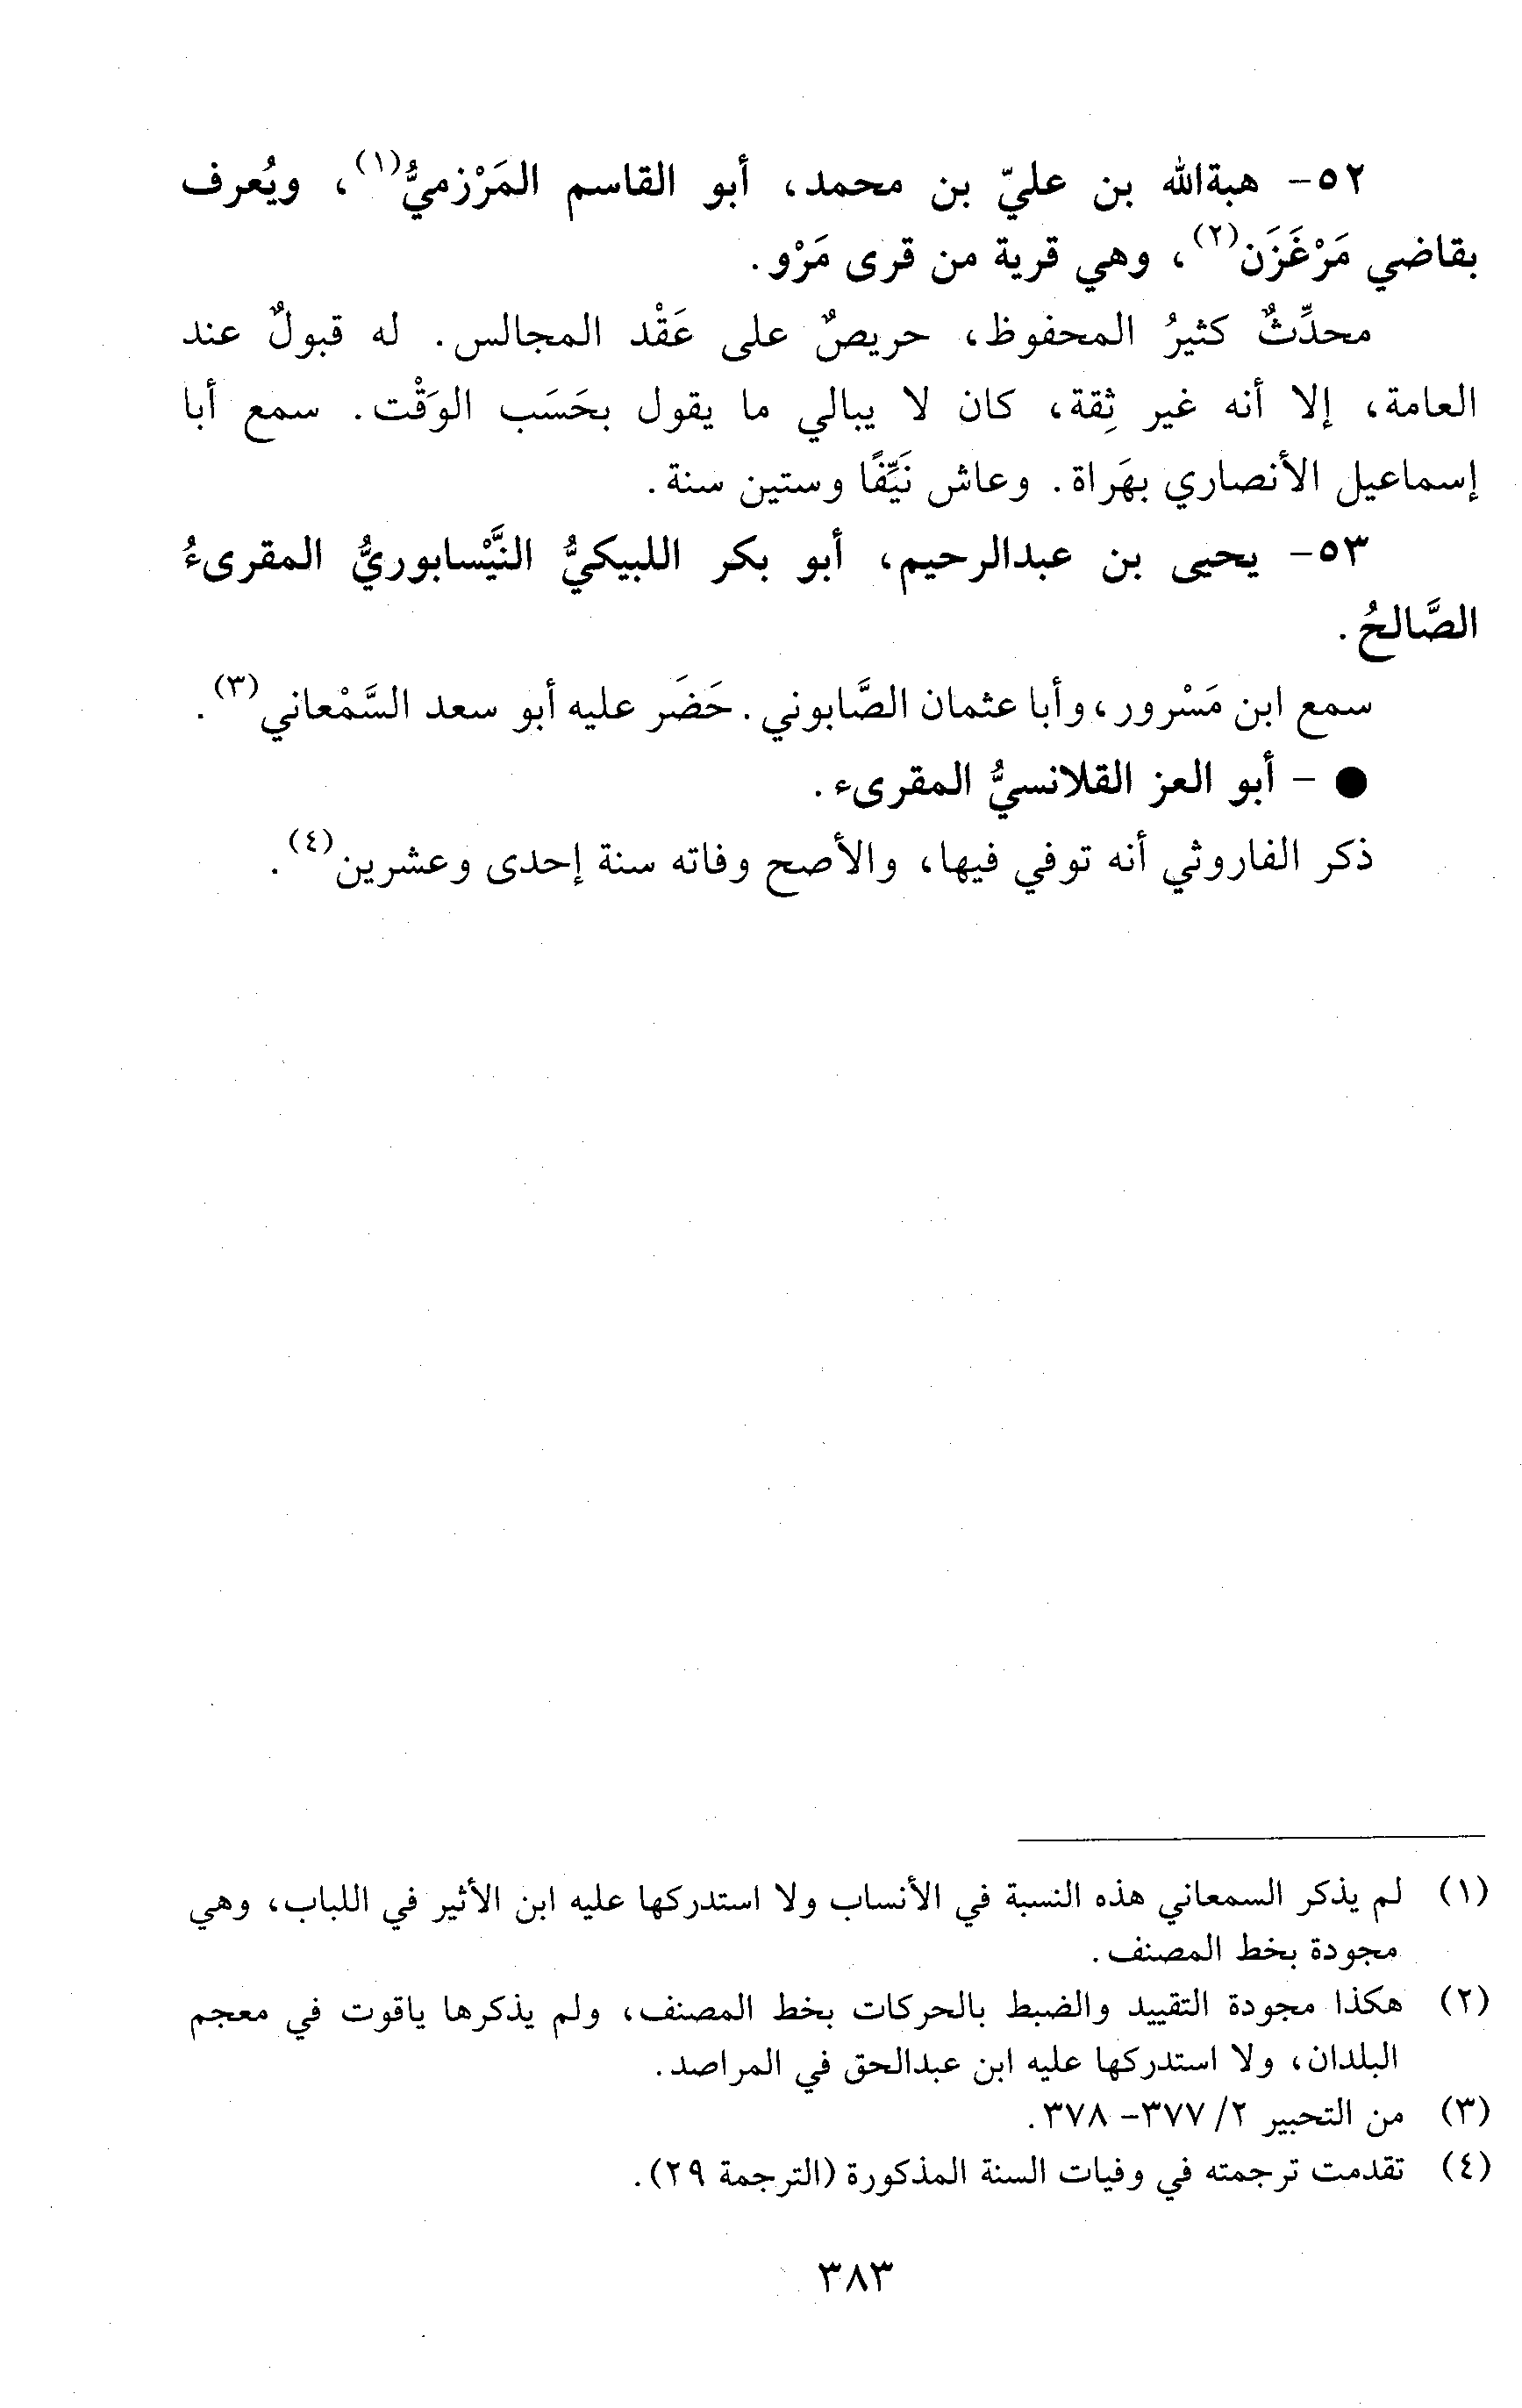 ٥٢- هبةالله بن عليّ بن محمد، أبو القاسم المَرْزميُّ(١)، ويُعرف
بقاضي مَرْغَزَن(٢)، وهي قرية من قرى مَرْو.
محدِّثٌ كثيرُ المحفوظ، حريصٌ على عَقْد المجالس. له قبولٌ عند
العامة، إلا أنه غير ثِقة، كان لا يبالي ما يقول بحَسَب الوَقْت. سمع أبا
إسماعيل الأنصاري بهَراة. وعاش نَيِّفًا وستين سنة.
٥٣- يحيى بن عبدالرحيم، أبو بكر اللبيكيُّ النَّيْسابوريُّ المقرىءُ
الصَّالحُ.
سمع ابن مَسْرور، وأبا عثمان الصَّابوني. حَضَر عليه أبو سعد السَّمْعاني(٣).
● - أبو العز القلانسيُّ المقرىء.
ذكر الفاروثي أنه توفي فيها، والأصح وفاته سنة إحدى وعشرين(٤).
(١) لم يذكر السمعاني هذه النسبة في الأنساب ولا استدركها عليه ابن الأثير في اللباب، وهي
مجودة بخط المصنف.
(٢) هكذا مجودة التقييد والضبط بالحركات بخط المصنف، ولم يذكرها ياقوت في معجم
البلدان، ولا استدركها عليه ابن عبدالحق في المراصد.
(٣) من التحبير ٢/ ٣٧٧- ٣٧٨.
(٤) تقدمت ترجمته في وفيات السنة المذكورة (الترجمة ٢٩).
٣٨٣